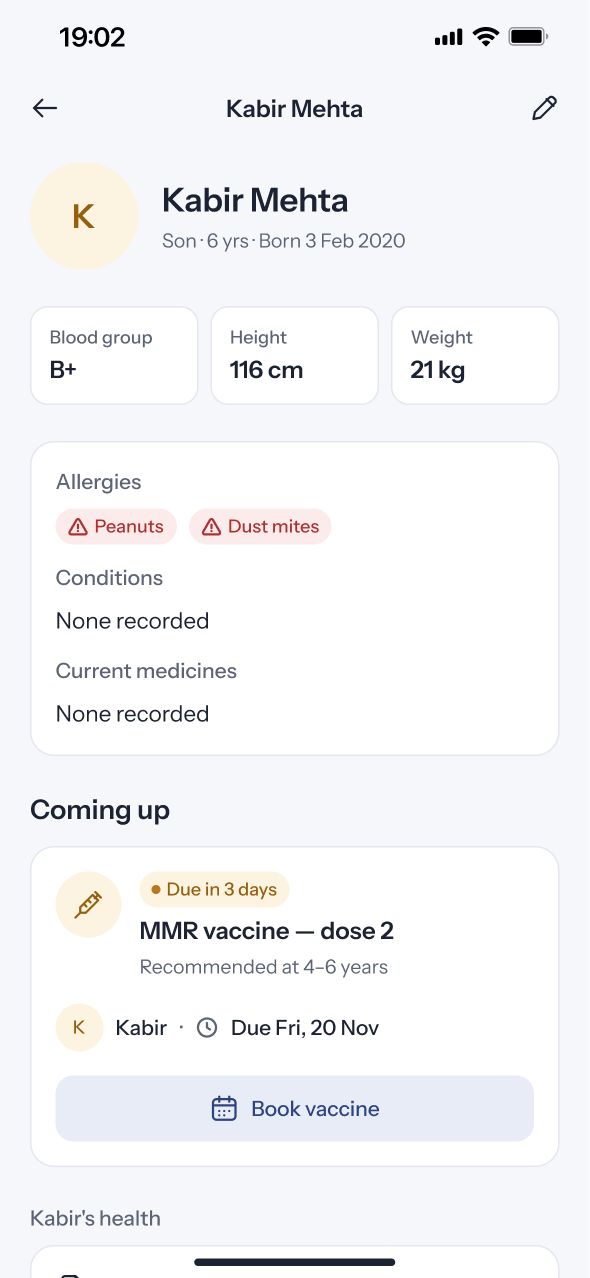 19:02
Kabir Mehta
K
Kabir Mehta
Son · 6 yrs · Born 3 Feb 2020
Blood group
B+
Height
116 cm
Weight
21 kg
Allergies
Peanuts
Dust mites
Conditions
None recorded
Current medicines
None recorded
Coming up
Due in 3 days
MMR vaccine — dose 2
Recommended at 4–6 years
K
Kabir · Due Fri, 20 Nov
Book vaccine
Kabir's health